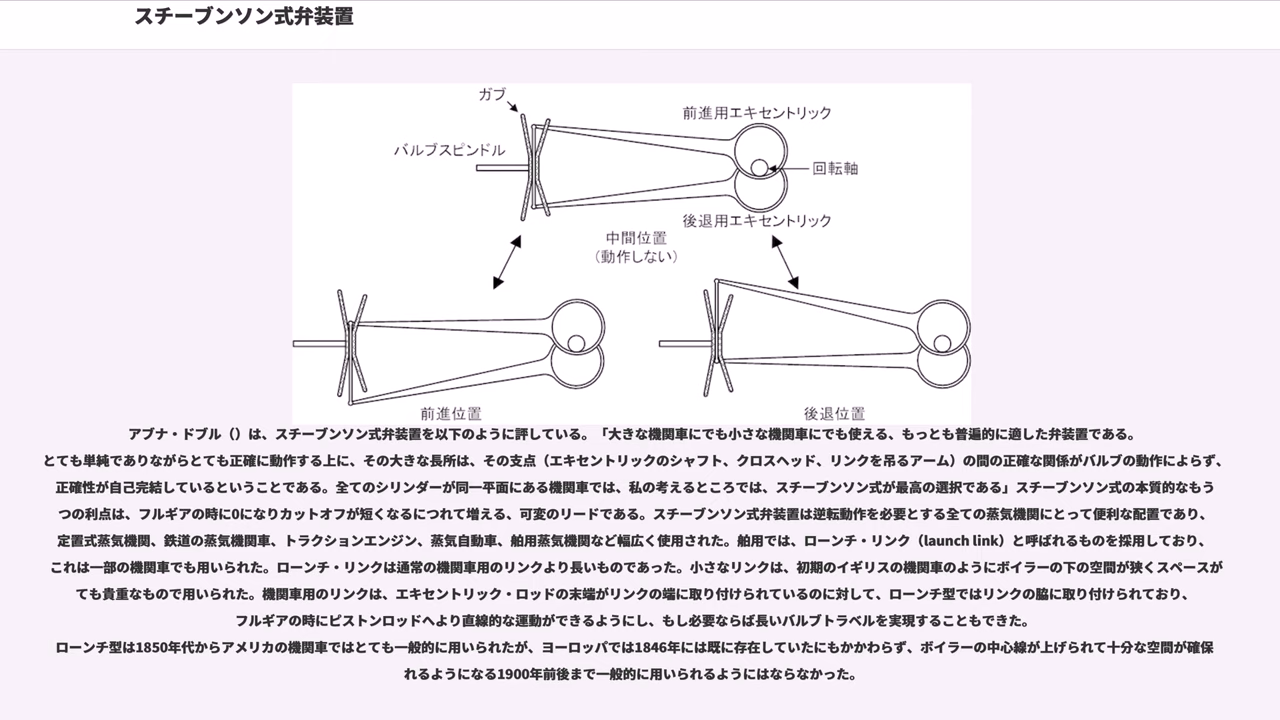 スチーブンソン式弁装置
ガブ
前進用エキセントリック
バルブスピンドル
回転軸
後退用エキセントリック
中間位置
(動作しない)
前進位置
後退位置
アブナ・ドブル（）は、スチーブンソン式弁装置を以下のように評している。「大きな機関車にでも小さな機関車にでも使える、もっとも普遍的に適した弁装置である。
とても単純でありながらとても正確に動作する上に、その大きな長所は、その支点（エキセントリックのシャフト、クロスヘッド、リンクを吊るアーム）の間の正確な関係がバルブの動作によらず、
正確性が自己完結しているということである。全てのシリンダーが同一平面にある機関車では、私の考えるところでは、スチーブンソン式が最高の選択である」スチーブンソン式の本質的なもう
つの利点は、フルギアの時に0になりカットオフが短くなるにつれて増える、可変のリードである。スチーブンソン式弁装置は逆転動作を必要とする全ての蒸気機関にとって便利な配置であり、
定置式蒸気機関、鉄道の蒸気機関車、トラクションエンジン、蒸気自動車、舶用蒸気機関など幅広く使用された。舶用では、ローンチ・リンク（launch link）と呼ばれるものを採用しており、
これは一部の機関車でも用いられた。ローンチ・リンクは通常の機関車用のリンクより長いものであった。小さなリンクは、初期のイギリスの機関車のようにボイラーの下の空間が狭くスペースが
ても貴重なもので用いられた。機関車用のリンクは、エキセントリック・ロッドの末端がリンクの端に取り付けられているのに対して、ローンチ型ではリンクの脇に取り付けられており、
フルギアの時にピストンロッドへより直線的な運動ができるようにし、もし必要ならば長いバルブトラベルを実現することもできた。
ローンチ型は1850年代からアメリカの機関車ではとても一般的に用いられたが、ヨーロッパでは1846年には既に存在していたにもかかわらず、ボイラーの中心線が上げられて十分な空間が確保
れるようになる1900年前後まで一般的に用いられるようにはならなかった。